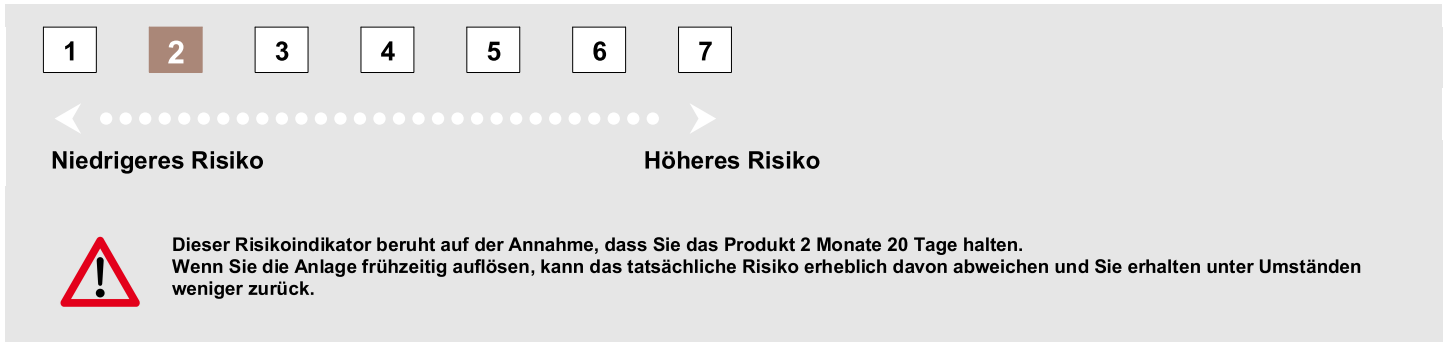 1 2 3 4 5 6 7
Niedrigeres Risiko Höheres Risiko
Dieser Risikoindikator beruht auf der Annahme, dass Sie das Produkt 2 Monate 20 Tage halten.
Wenn Sie die Anlage frühzeitig auflösen, kann das tatsächliche Risiko erheblich davon abweichen und Sie erhalten unter Umständen
weniger zurück.